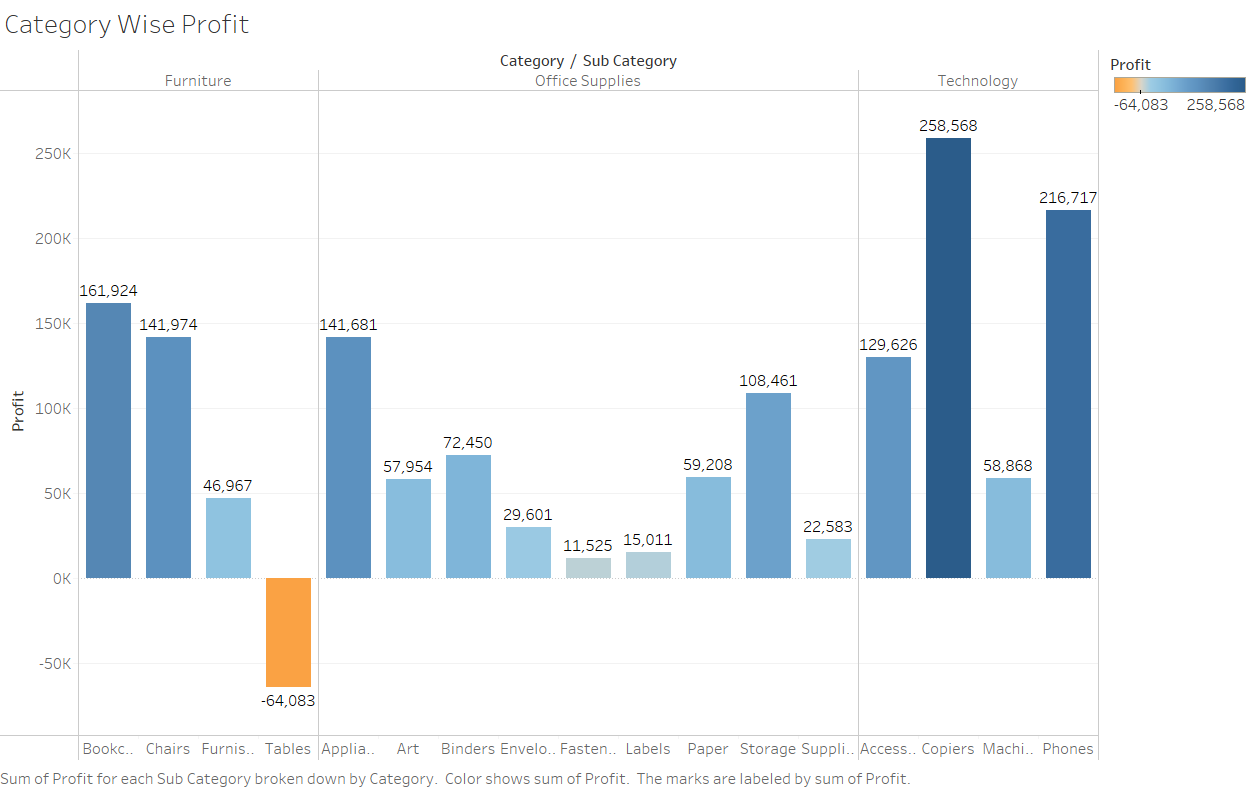 Category Wise Profit
Category / Sub Category
Furniture Office Supplies Technology
Profit
-64,083 258,568
250K
200K
150K
100K
50K
0K
-50K
Profit
161,924
141,974
46,967
-64,083
141,681
57,954
72,450
29,601
11,525
15,011
59,208
108,461
22,583
129,626
258,568
58,868
216,717
Bookc.. Chairs Furnis.. Tables Applia.. Art Binders Envelo.. Fasten.. Labels Paper Storage Suppli.. Access.. Copiers Machi.. Phones
Sum of Profit for each Sub Category broken down by Category. Color shows sum of Profit. The marks are labeled by sum of Profit.